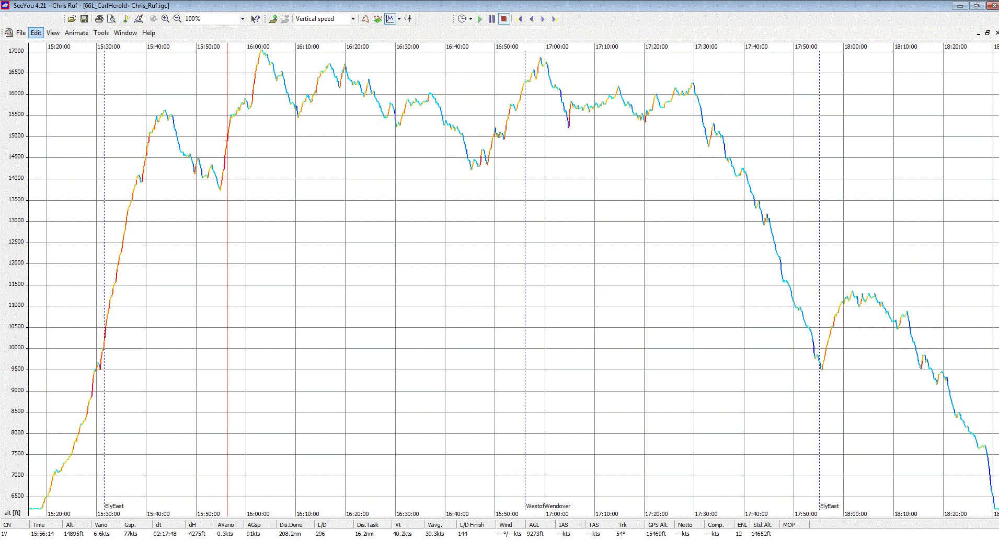 SeeYou 4.21 - Chris Ruf - [66L_CarlHerold+Chris_Ruf.igc]
100% Vertical speed
File Edit View Animate Tools Window Help
15:20:00 15:30:00 15:40:00 15:50:00 16:00:00 16:10:00 16:20:00 16:30:00 16:40:00 16:50:00 17:00:00 17:10:00 17:20:00 17:30:00 17:40:00 17:50:00 18:00:00 18:10:00 18:20:00 18
17000
16500
16000
15500
15000
14500
14000
13500
13000
12500
12000
11500
11000
10500
10000
9500
9000
8500
8000
7500
7000
6500
ElyEast WestofWendover ElyEast
alt [ft] 15:20:00 15:30:00 15:40:00 15:50:00 16:00:00 16:10:00 16:20:00 16:30:00 16:40:00 16:50:00 17:00:00 17:10:00 17:20:00 17:30:00 17:40:00 17:50:00 18:00:00 18:10:00 18:20:00 18
CN Time Alt. Vario Gsp. dt dH AVario AGsp Dis.Done L/D Dis.Task Vt Vavg. L/D Finish Wind AGL IAS TAS Trk GPS Alt. Netto Comp. ENL Std.Alt. MOP
1V 15:56:14 14895ft 6.6kts 77kts 02:17:48 -4275ft -0.3kts 91kts 208.2nm 296 16.2nm 40.2kts 39.3kts 144 ---°/---kts 9273ft ---kts ---kts 54° 15469ft ---kts ---kts 12 14652ft